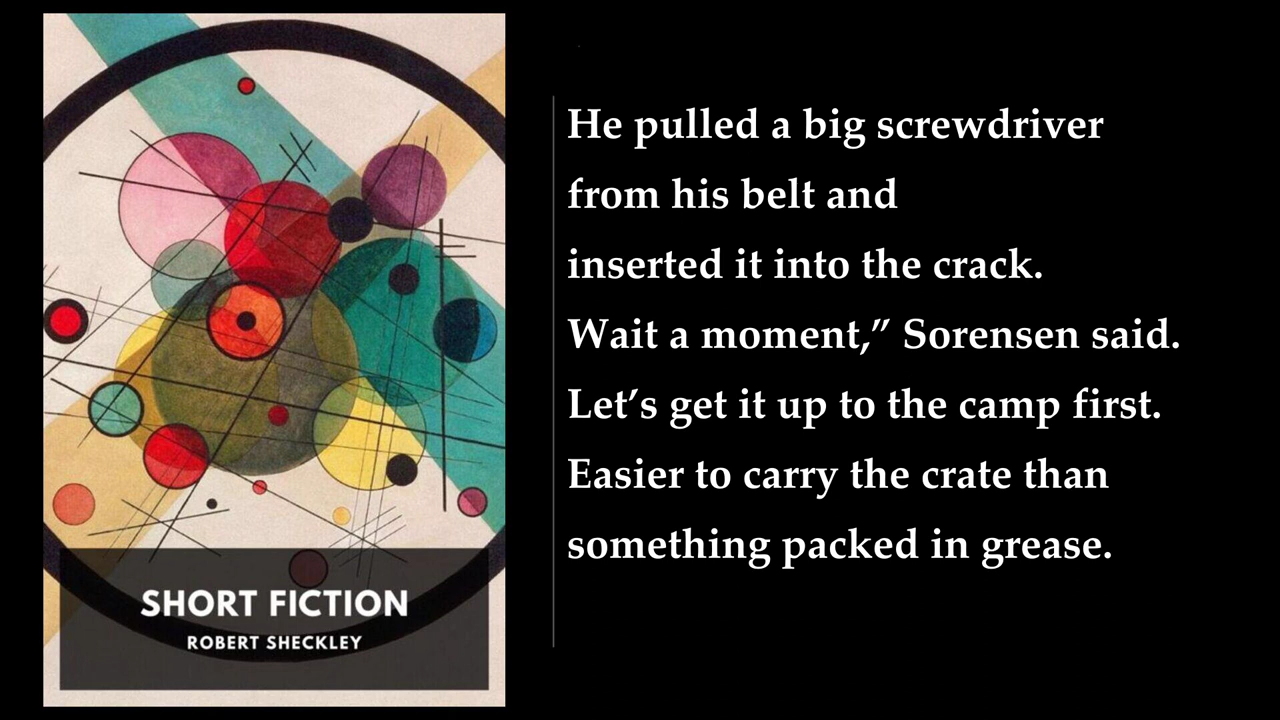 SHORT FICTION
ROBERT SHECKLEY
He pulled a big screwdriver
from his belt and
inserted it into the crack.
Wait a moment,” Sorensen said.
Let’s get it up to the camp first.
Easier to carry the crate than
something packed in grease.